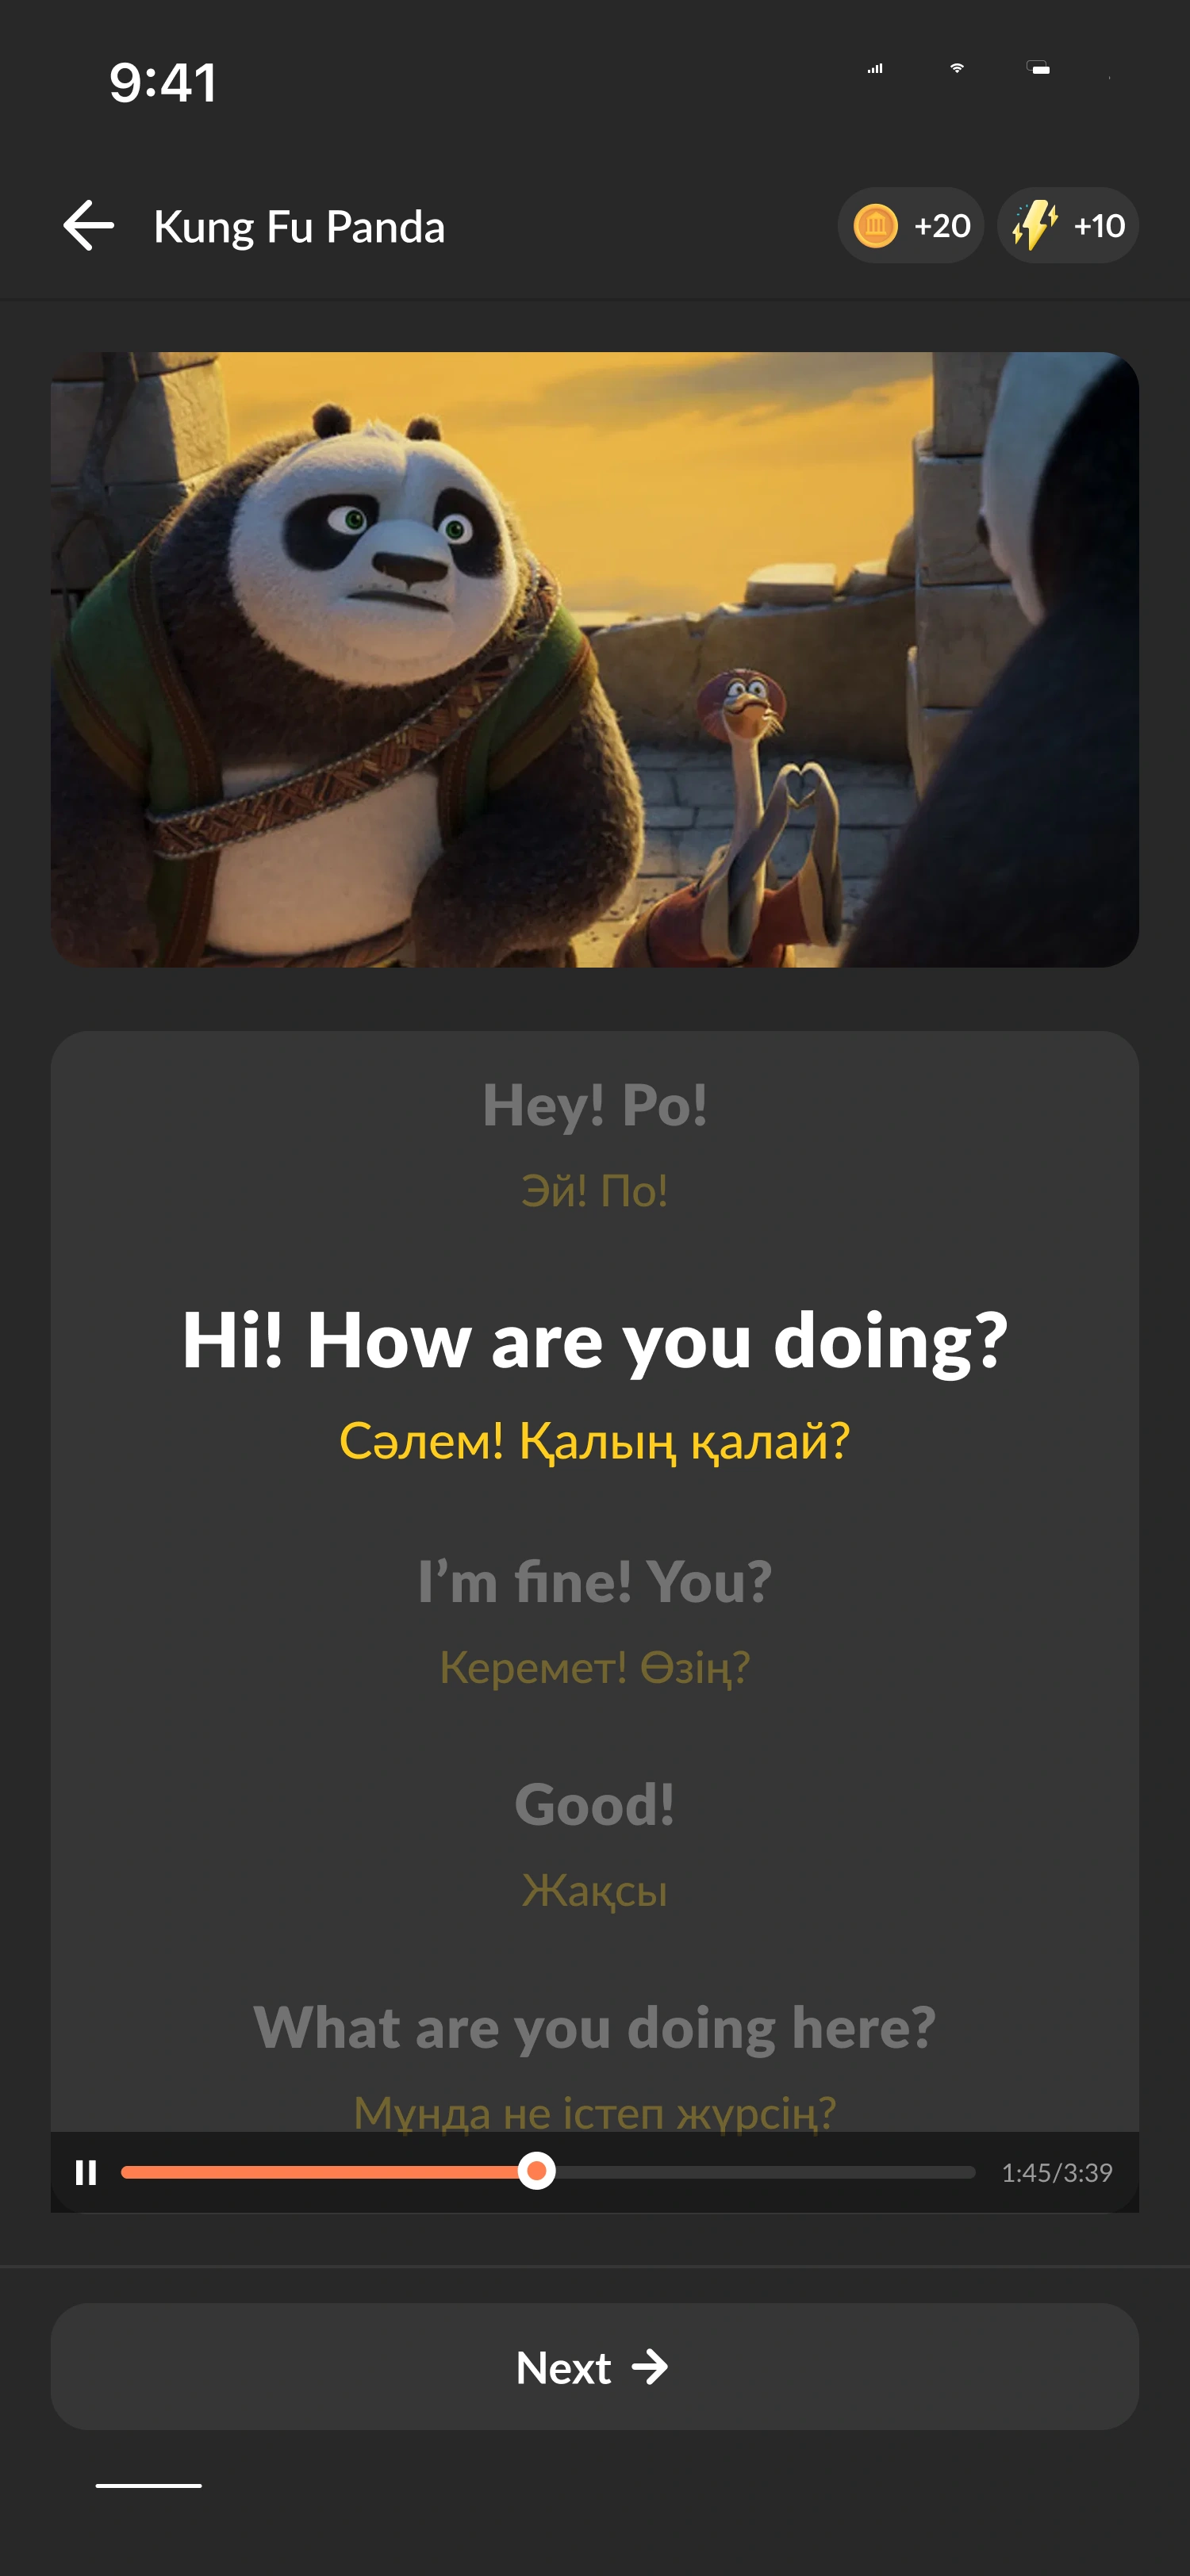 9:41
Kung Fu Panda
+20
+10
Hey! Po!
Эй! По!
Hi! How are you doing?
Сәлем! Қалың қалай?
I’m fine! You?
Керемет! Өзің?
Good!
Жақсы
What are you doing here?
Мұнда не істеп жүрсің?
1:45/3:39
Next